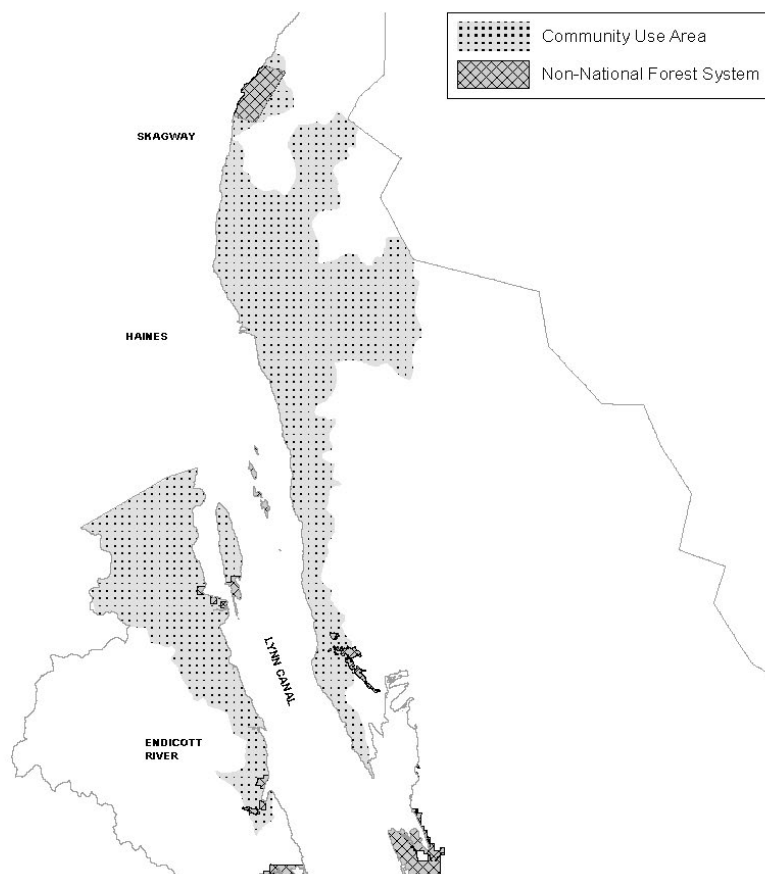 Community Use Area
Non-National Forest System
SKAGWAY
HAINES
LYNN CANAL
ENDICOTT
RIVER